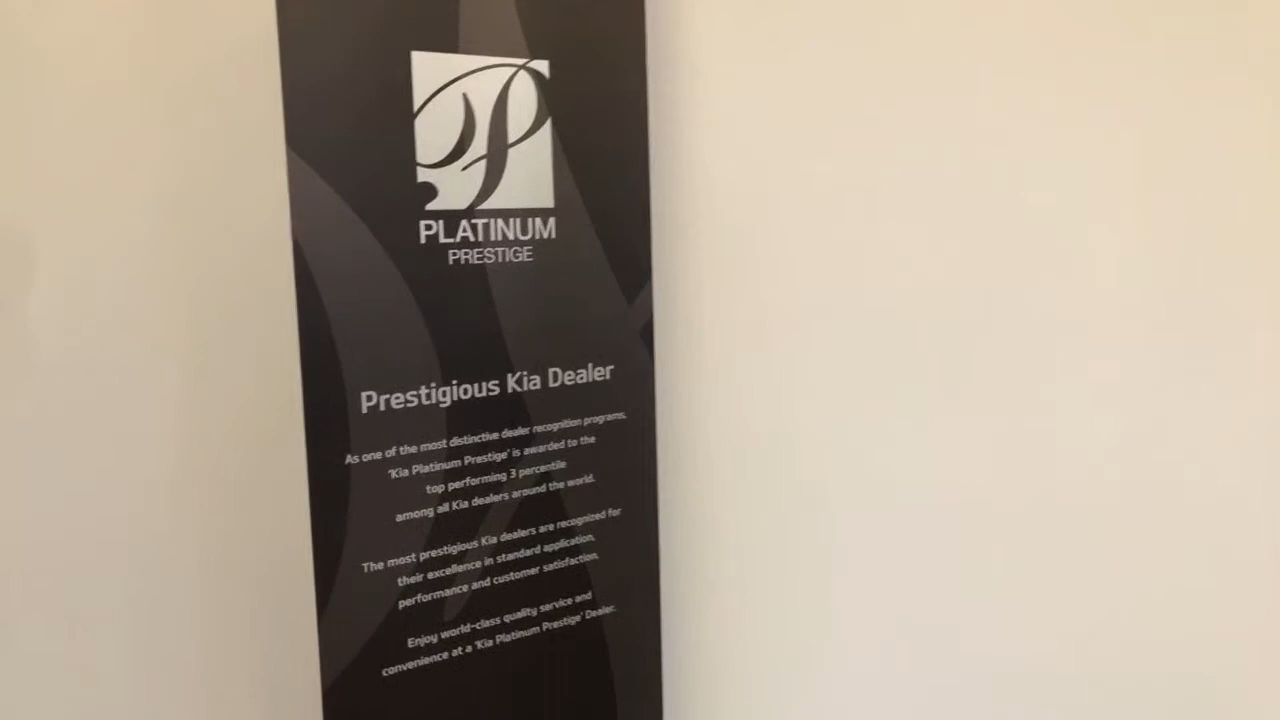 PLATINUM
PRESTIGE
Prestigious Kia Dealer
As one of the most distinctive dealer recognition programs,
'Kia Platinum Prestige' is awarded to the
top performing 3 percentile
among all Kia dealers around the world.
The most prestigious Kia dealers are recognized for
their excellence in standard application,
performance and customer satisfaction.
Enjoy world-class quality service and
convenience at a 'Kia Platinum Prestige' Dealer.